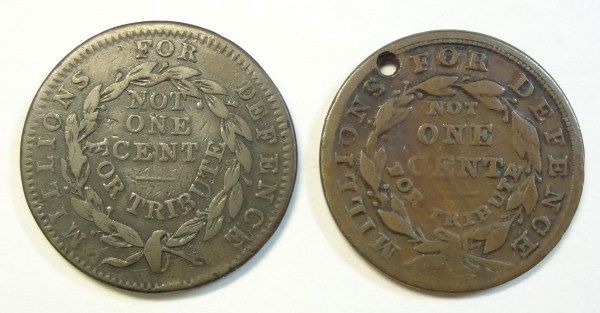 MILLIONS FOR DEFENCE
NOT
ONE
CENT
FOR TRIBUTE
MILLIONS FOR DEFENCE
NOT
ONE
CENT
FOR TRIBUTE